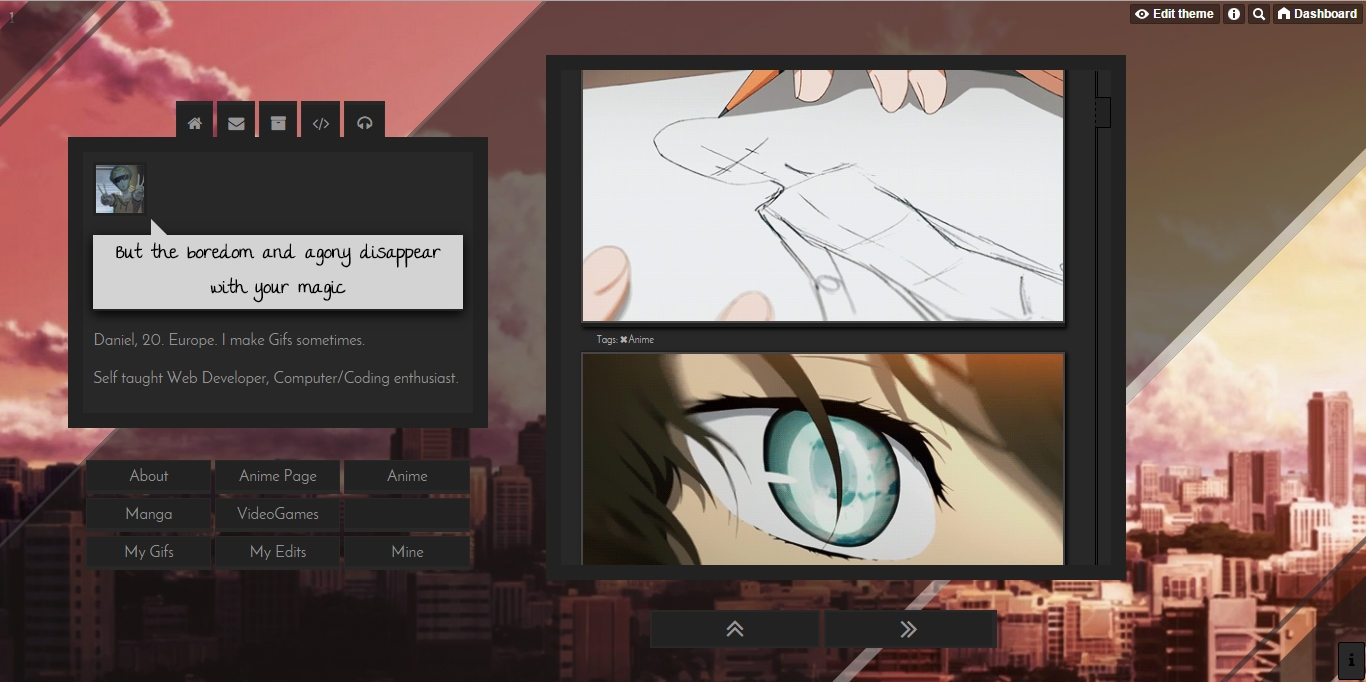 1
Edit theme
Dashboard
But the boredom and agony disappear
with your magic
Daniel, 20. Europe. I make Gifs sometimes.
Self taught Web Developer, Computer/Coding enthusiast.
About Anime Page Anime
Manga VideoGames
My Gifs My Edits Mine
Tags: ✖Anime